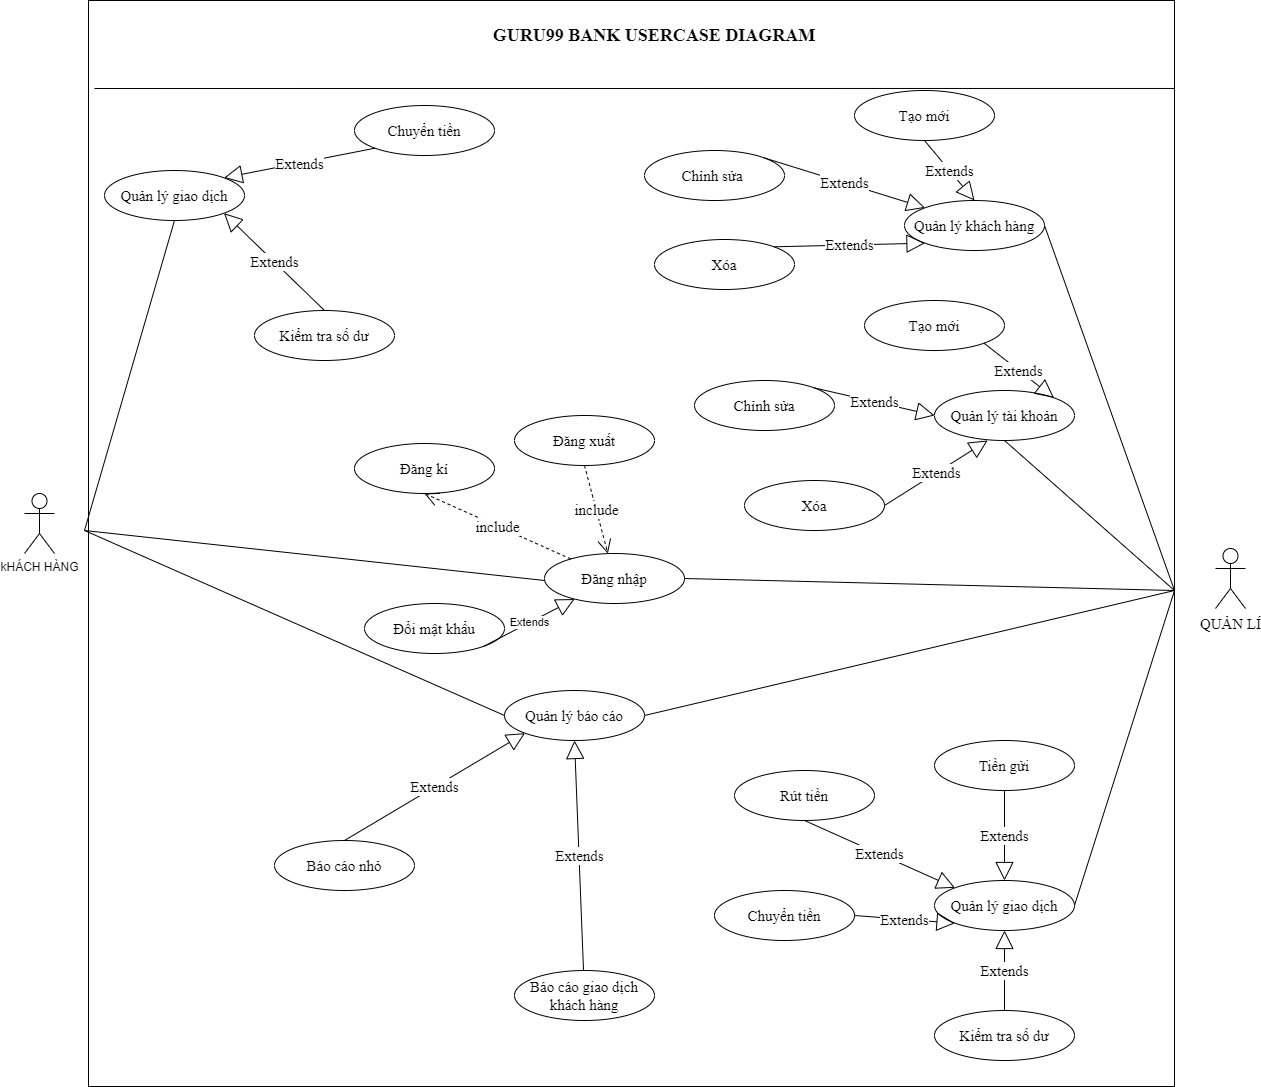 GURU99 BANK USERCASE DIAGRAM
Tạo mới
Chuyển tiền
Extends
Extends
Chỉnh sửa
Extends
Quản lý giao dịch
Quản lý khách hàng
Extends
Xóa
Extends
Tạo mới
Kiểm tra số dư
Extends
Chỉnh sửa
Extends
Quản lý tài khoản
Đăng xuất
Đăng kí
Extends
Xóa
include
include
kHÁCH HÀNG
Đăng nhập
Đổi mật khẩu
Extends
QUẢN LÍ
Quản lý báo cáo
Tiền gửi
Extends
Rút tiền
Extends
Extends
Extends
Báo cáo nhỏ
Quản lý giao dịch
Chuyển tiền
Extends
Extends
Báo cáo giao dịch
khách hàng
Kiểm tra số dư